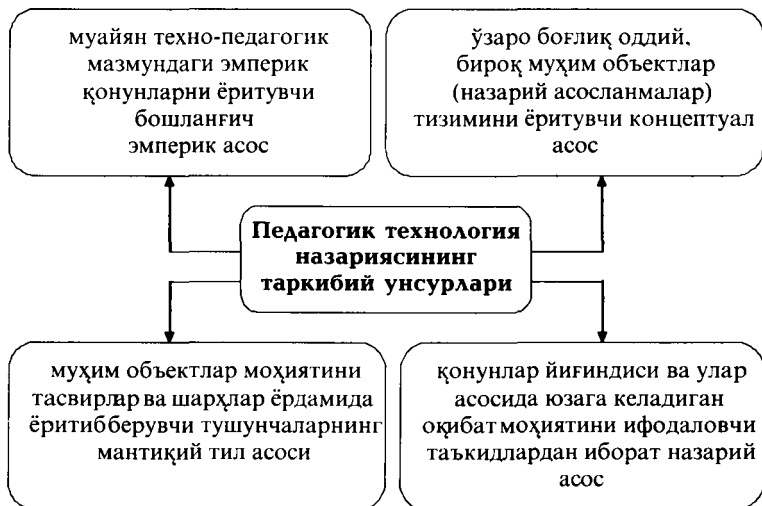 муайян техно-педагогик
мазмундаги эмперик
қонунларни ёритувчи
бошланғич
эмперик асос
ўзаро боғлиқ оддий,
бироқ муҳим объектлар
(назарий асосланмалар)
тизимини ёритувчи концептуал
асос
Педагогик технология
назариясининг
таркибий унсурлари
муҳим объектлар моҳиятини
тасвирлар ва шарҳлар ёрдамида
ёритиб берувчи тушунчаларнинг
мантиқий тил асоси
қонунлар йиғиндиси ва улар
асосида юзага келадиган
оқибат моҳиятини ифодаловчи
таъкидлардан иборат назарий
асос